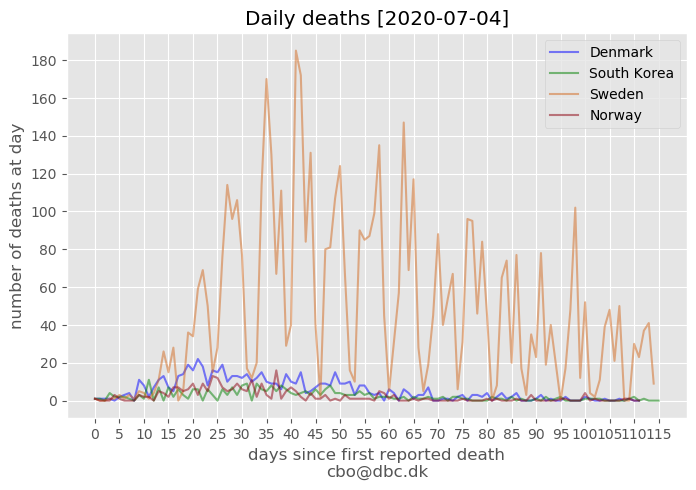 Daily deaths [2020-07-04]
Denmark
South Korea
Sweden
Norway
number of deaths at day
180
160
140
120
100
80
60
40
20
0
0 5 10 15 20 25 30 35 40 45 50 55 60 65 70 75 80 85 90 95 100 105 110 115
days since first reported death
cbo@dbc.dk